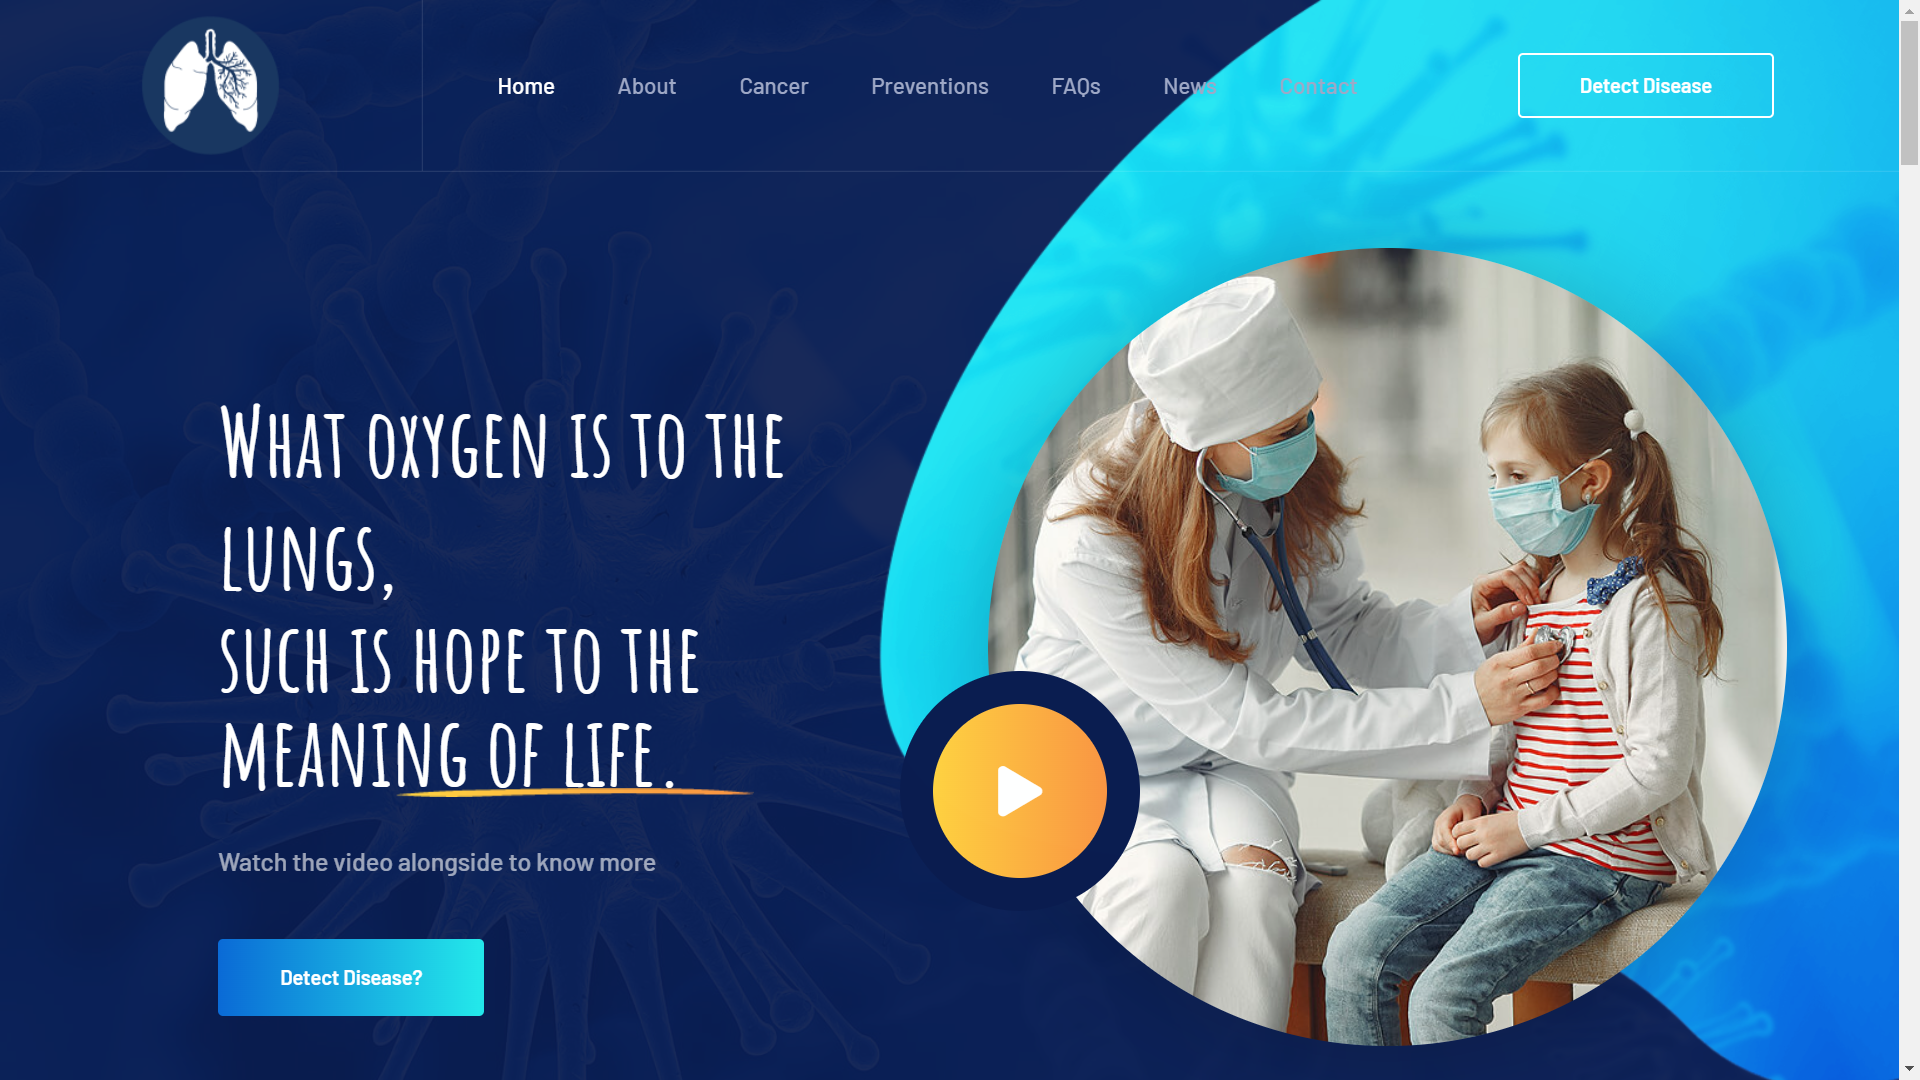 Home
About
Cancer
Preventions
FAQs
News
Contact
Detect Disease
WHAT OXYGEN IS TO THE
LUNGS,
SUCH IS HOPE TO THE
MEANING OF LIFE.
Watch the video alongside to know more
Detect Disease?